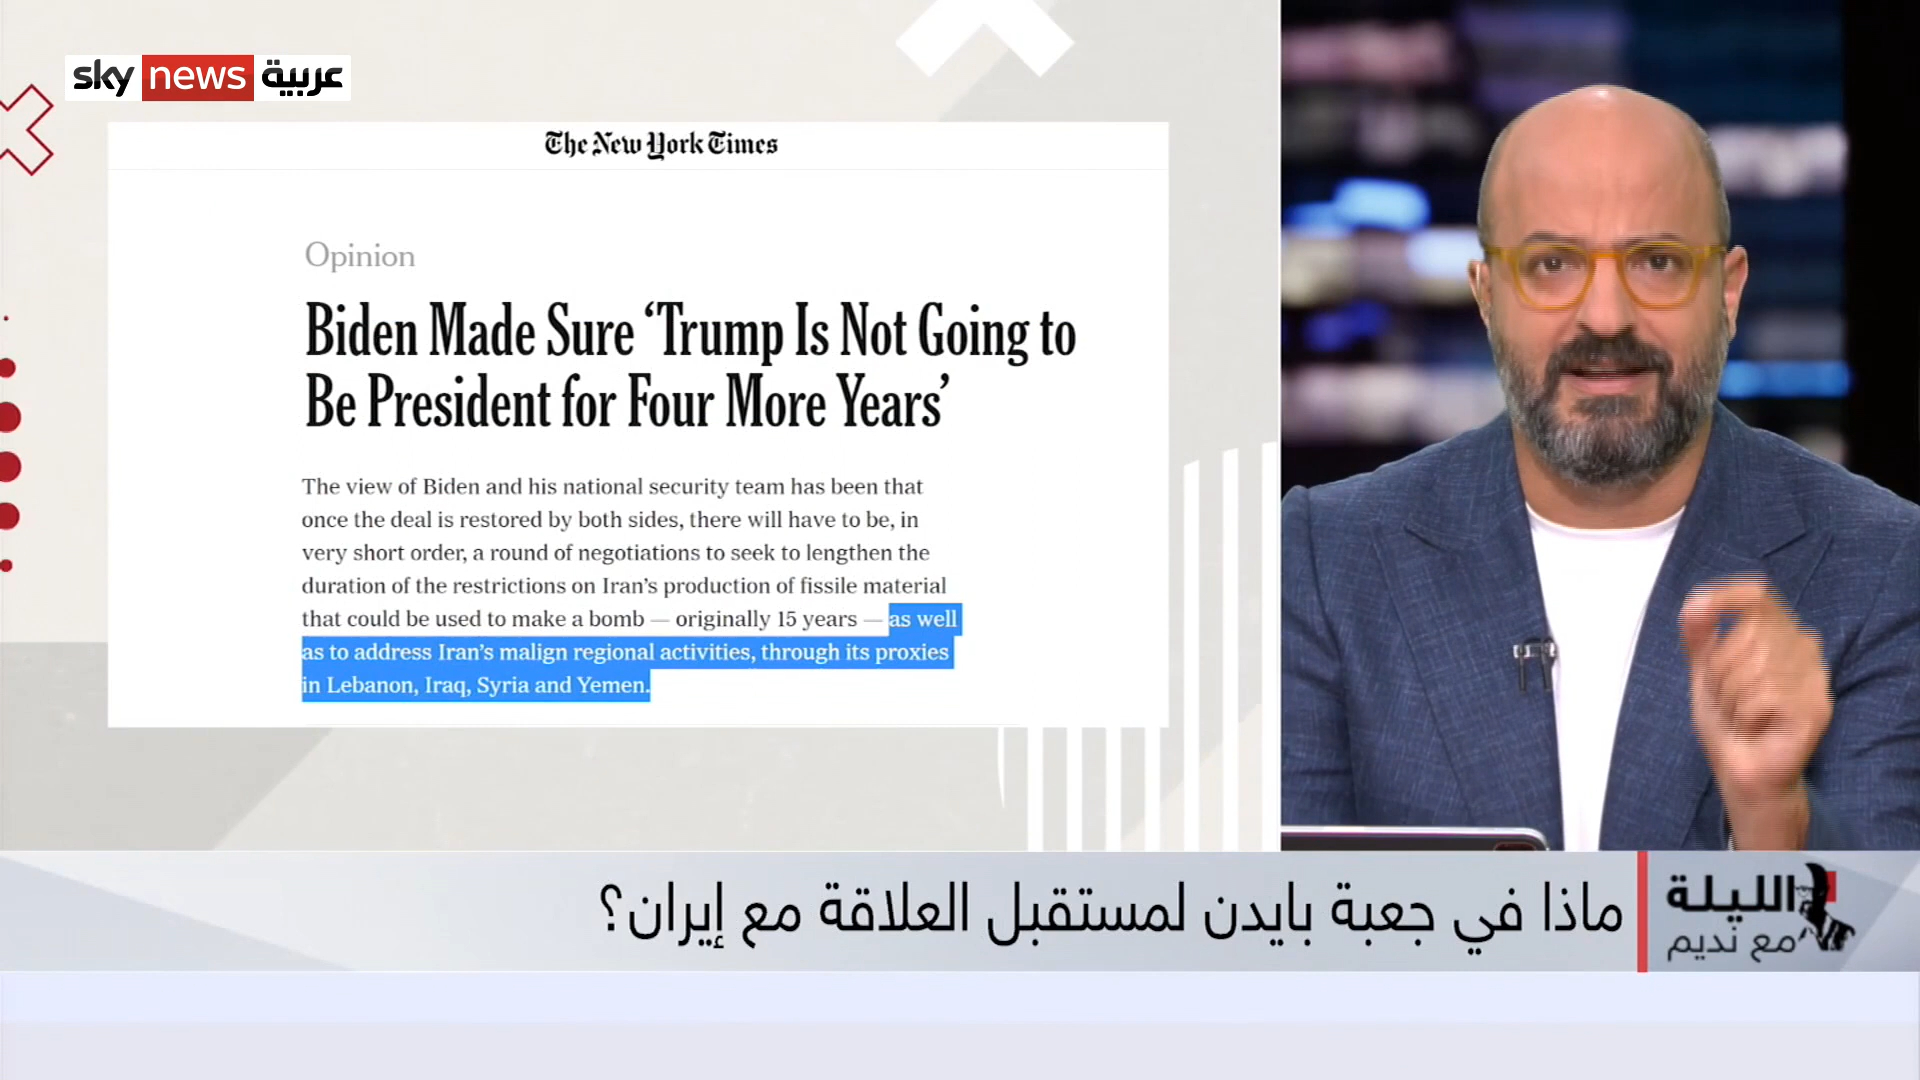 sky news عربية
The New York Times
Opinion
Biden Made Sure ‘Trump Is Not Going to
Be President for Four More Years’
The view of Biden and his national security team has been that
once the deal is restored by both sides, there will have to be, in
very short order, a round of negotiations to seek to lengthen the
duration of the restrictions on Iran’s production of fissile material
that could be used to make a bomb — originally 15 years — as well
as to address Iran’s malign regional activities, through its proxies
in Lebanon, Iraq, Syria and Yemen.
الليلة
مع نديم
ماذا في جعبة بايدن لمستقبل العلاقة مع إيران؟